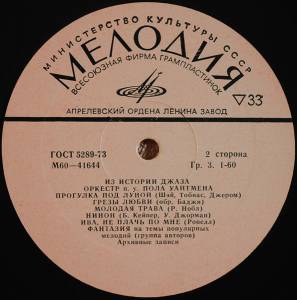 МИНИСТЕРСТВО КУЛЬТУРЫ СССР
МЕЛОДИЯ
ВСЕСОЮЗНАЯ ФИРМА ГРАМПЛАСТИНОК
АПРЕЛЕВСКИЙ ОРДЕНА ЛЕНИНА ЗАВОД
▽33
ГОСТ 5289-73
2 сторона
М60—41644
Гр. 3. 1-60
ИЗ ИСТОРИИ ДЖАЗА
ОРКЕСТР п. у. ПОЛА УАЙТМЕНА
ПРОГУЛКА ПОД ЛУНОЙ (Шэй, Тобиас, Джером)
ГРЕЗЫ ЛЮБВИ (обр. Баджи)
МОЛОДАЯ ТРАВА (Р. Нобл)
НИНОН (Б. Кейпер, У. Джорман)
ИВА, НЕ ПЛАЧЬ ПО МНЕ (Ронелл)
ФАНТАЗИЯ на темы популярных
мелодий (группа авторов)
Архивные записи